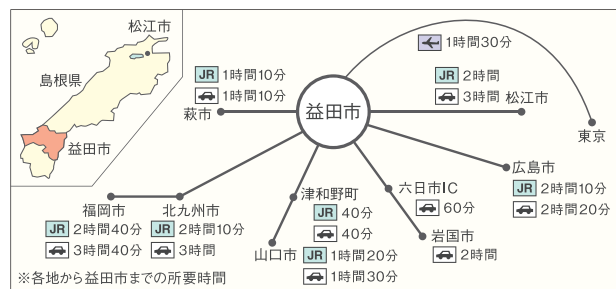 松江市
島根県
益田市
益田市
1時間30分
東京
萩市
JR 1時間10分
1時間10分
松江市
JR 2時間
3時間
広島市
JR 2時間10分
2時間20分
福岡市
JR 2時間40分
3時間40分
北九州市
JR 2時間10分
3時間
津和野町
JR 40分
40分
山口市
JR 1時間20分
1時間30分
六日市IC
60分
岩国市
2時間
※各地から益田市までの所要時間